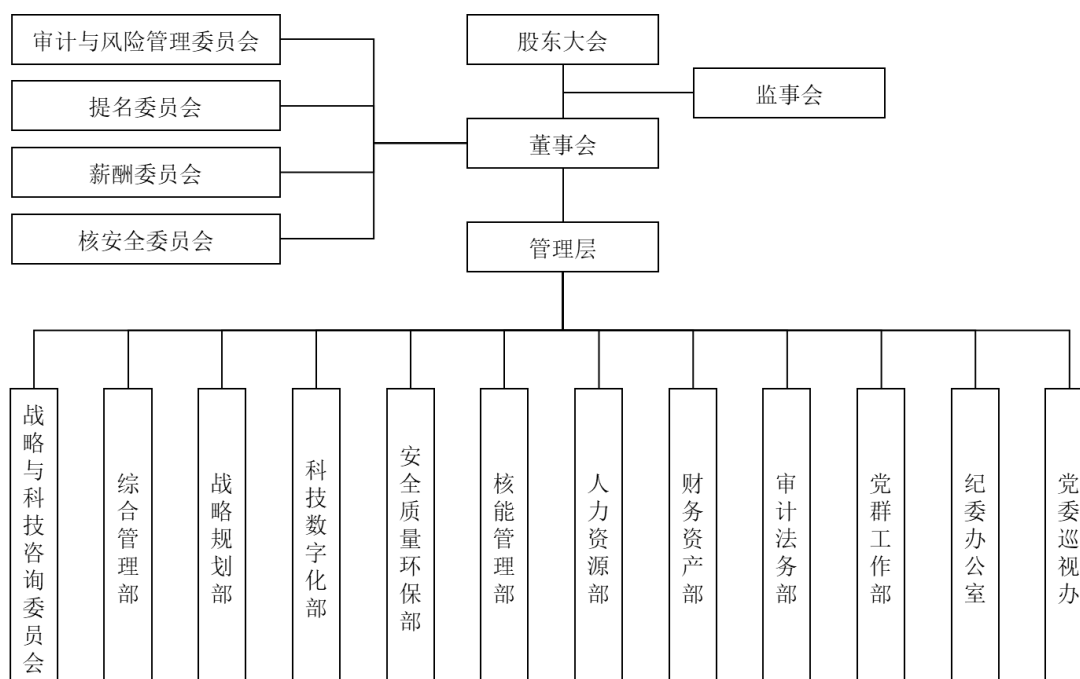 审计与风险管理委员会
股东大会
监事会
提名委员会
董事会
薪酬委员会
核安全委员会
管理层
战略与科技咨询委员会
综合管理部
战略规划部
科技数字化部
安全质量环保部
核能管理部
人力资源部
财务资产部
审计法务部
党群工作部
纪委办公室
党委巡视办